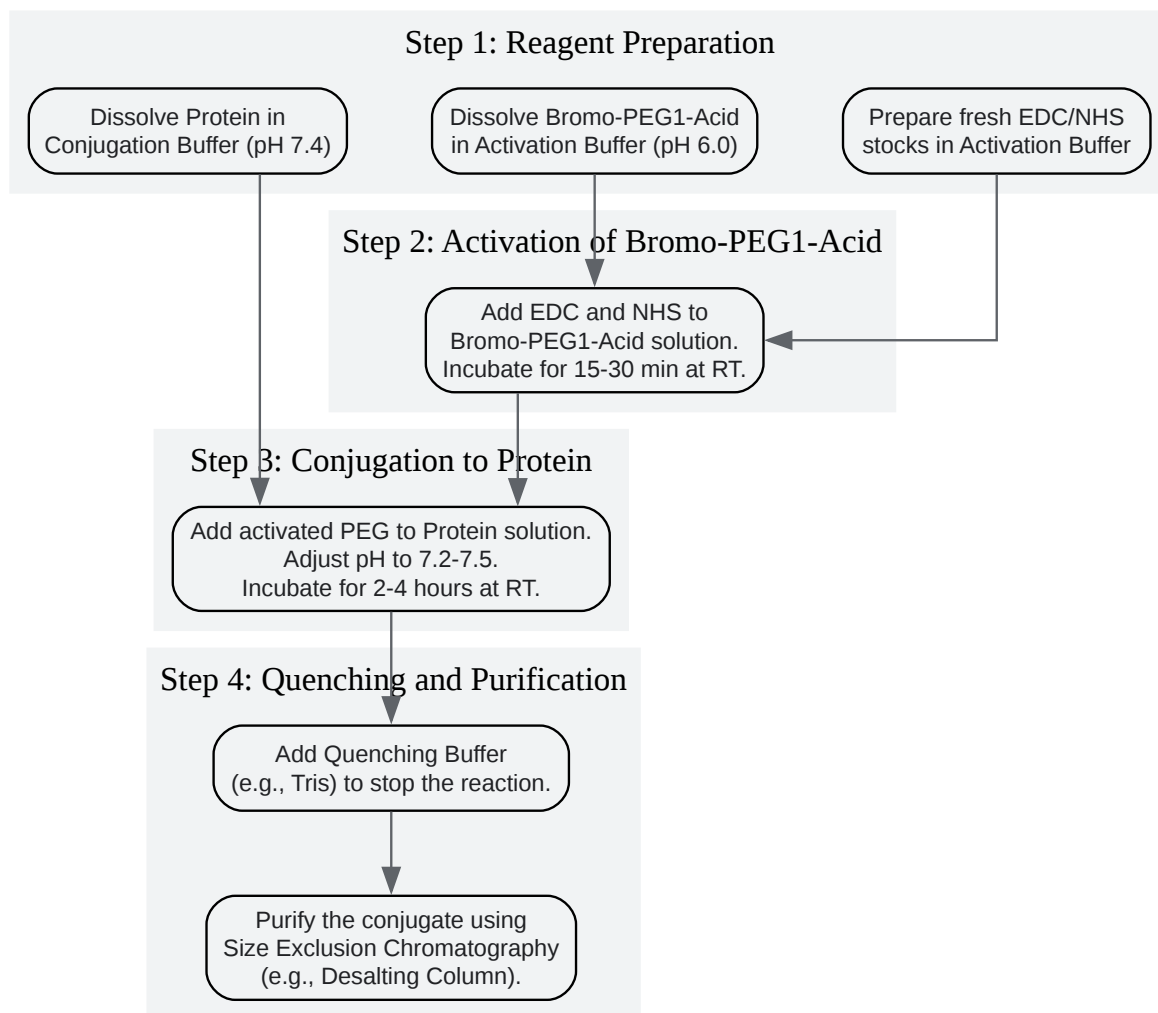 Step 1: Reagent Preparation
Dissolve Protein in
Conjugation Buffer (pH 7.4)
Dissolve Bromo-PEG1-Acid
in Activation Buffer (pH 6.0)
Prepare fresh EDC/NHS
stocks in Activation Buffer
Step 2: Activation of Bromo-PEG1-Acid
Add EDC and NHS to
Bromo-PEG1-Acid solution.
Incubate for 15-30 min at RT.
Step 3: Conjugation to Protein
Add activated PEG to Protein solution.
Adjust pH to 7.2-7.5.
Incubate for 2-4 hours at RT.
Step 4: Quenching and Purification
Add Quenching Buffer
(e.g., Tris) to stop the reaction.
Purify the conjugate using
Size Exclusion Chromatography
(e.g., Desalting Column).